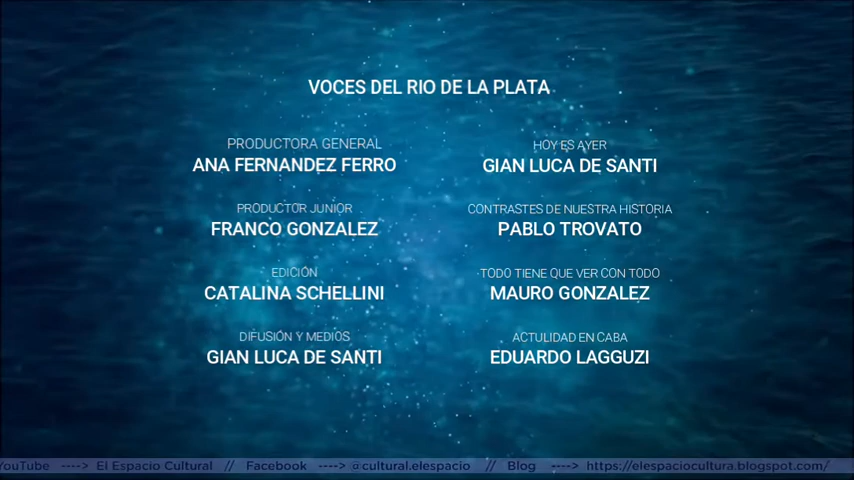 VOCES DEL RIO DE LA PLATA
PRODUCTORA GENERAL
ANA FERNANDEZ FERRO
PRODUCTOR JUNIOR
FRANCO GONZALEZ
EDICIÓN
CATALINA SCHELLINI
DIFUSIÓN Y MEDIOS
GIAN LUCA DE SANTI
HOY ES AYER
GIAN LUCA DE SANTI
CONTRASTES DE NUESTRA HISTORIA
PABLO TROVATO
TODO TIENE QUE VER CON TODO
MAURO GONZALEZ
ACTULIDAD EN CABA
EDUARDO LAGGUZI
YouTube ----> El Espacio Cultural // Facebook ----> @cultural.elespacio // Blog ----> https://elespaciocultura.blogspot.com/